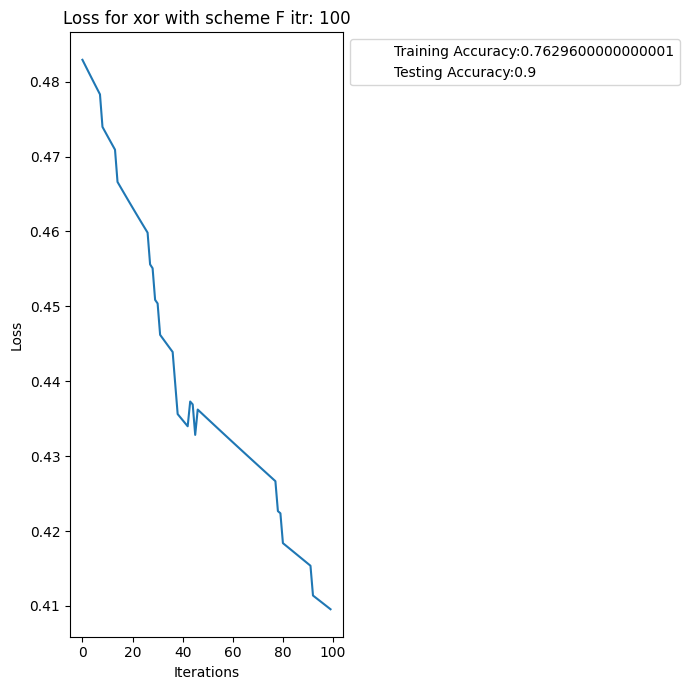 Loss for xor with scheme F itr: 100
Training Accuracy:0.7629600000000001
Testing Accuracy:0.9
0.48
0.47
0.46
0.45
0.44
0.43
0.42
0.41
Loss
0 20 40 60 80 100
Iterations